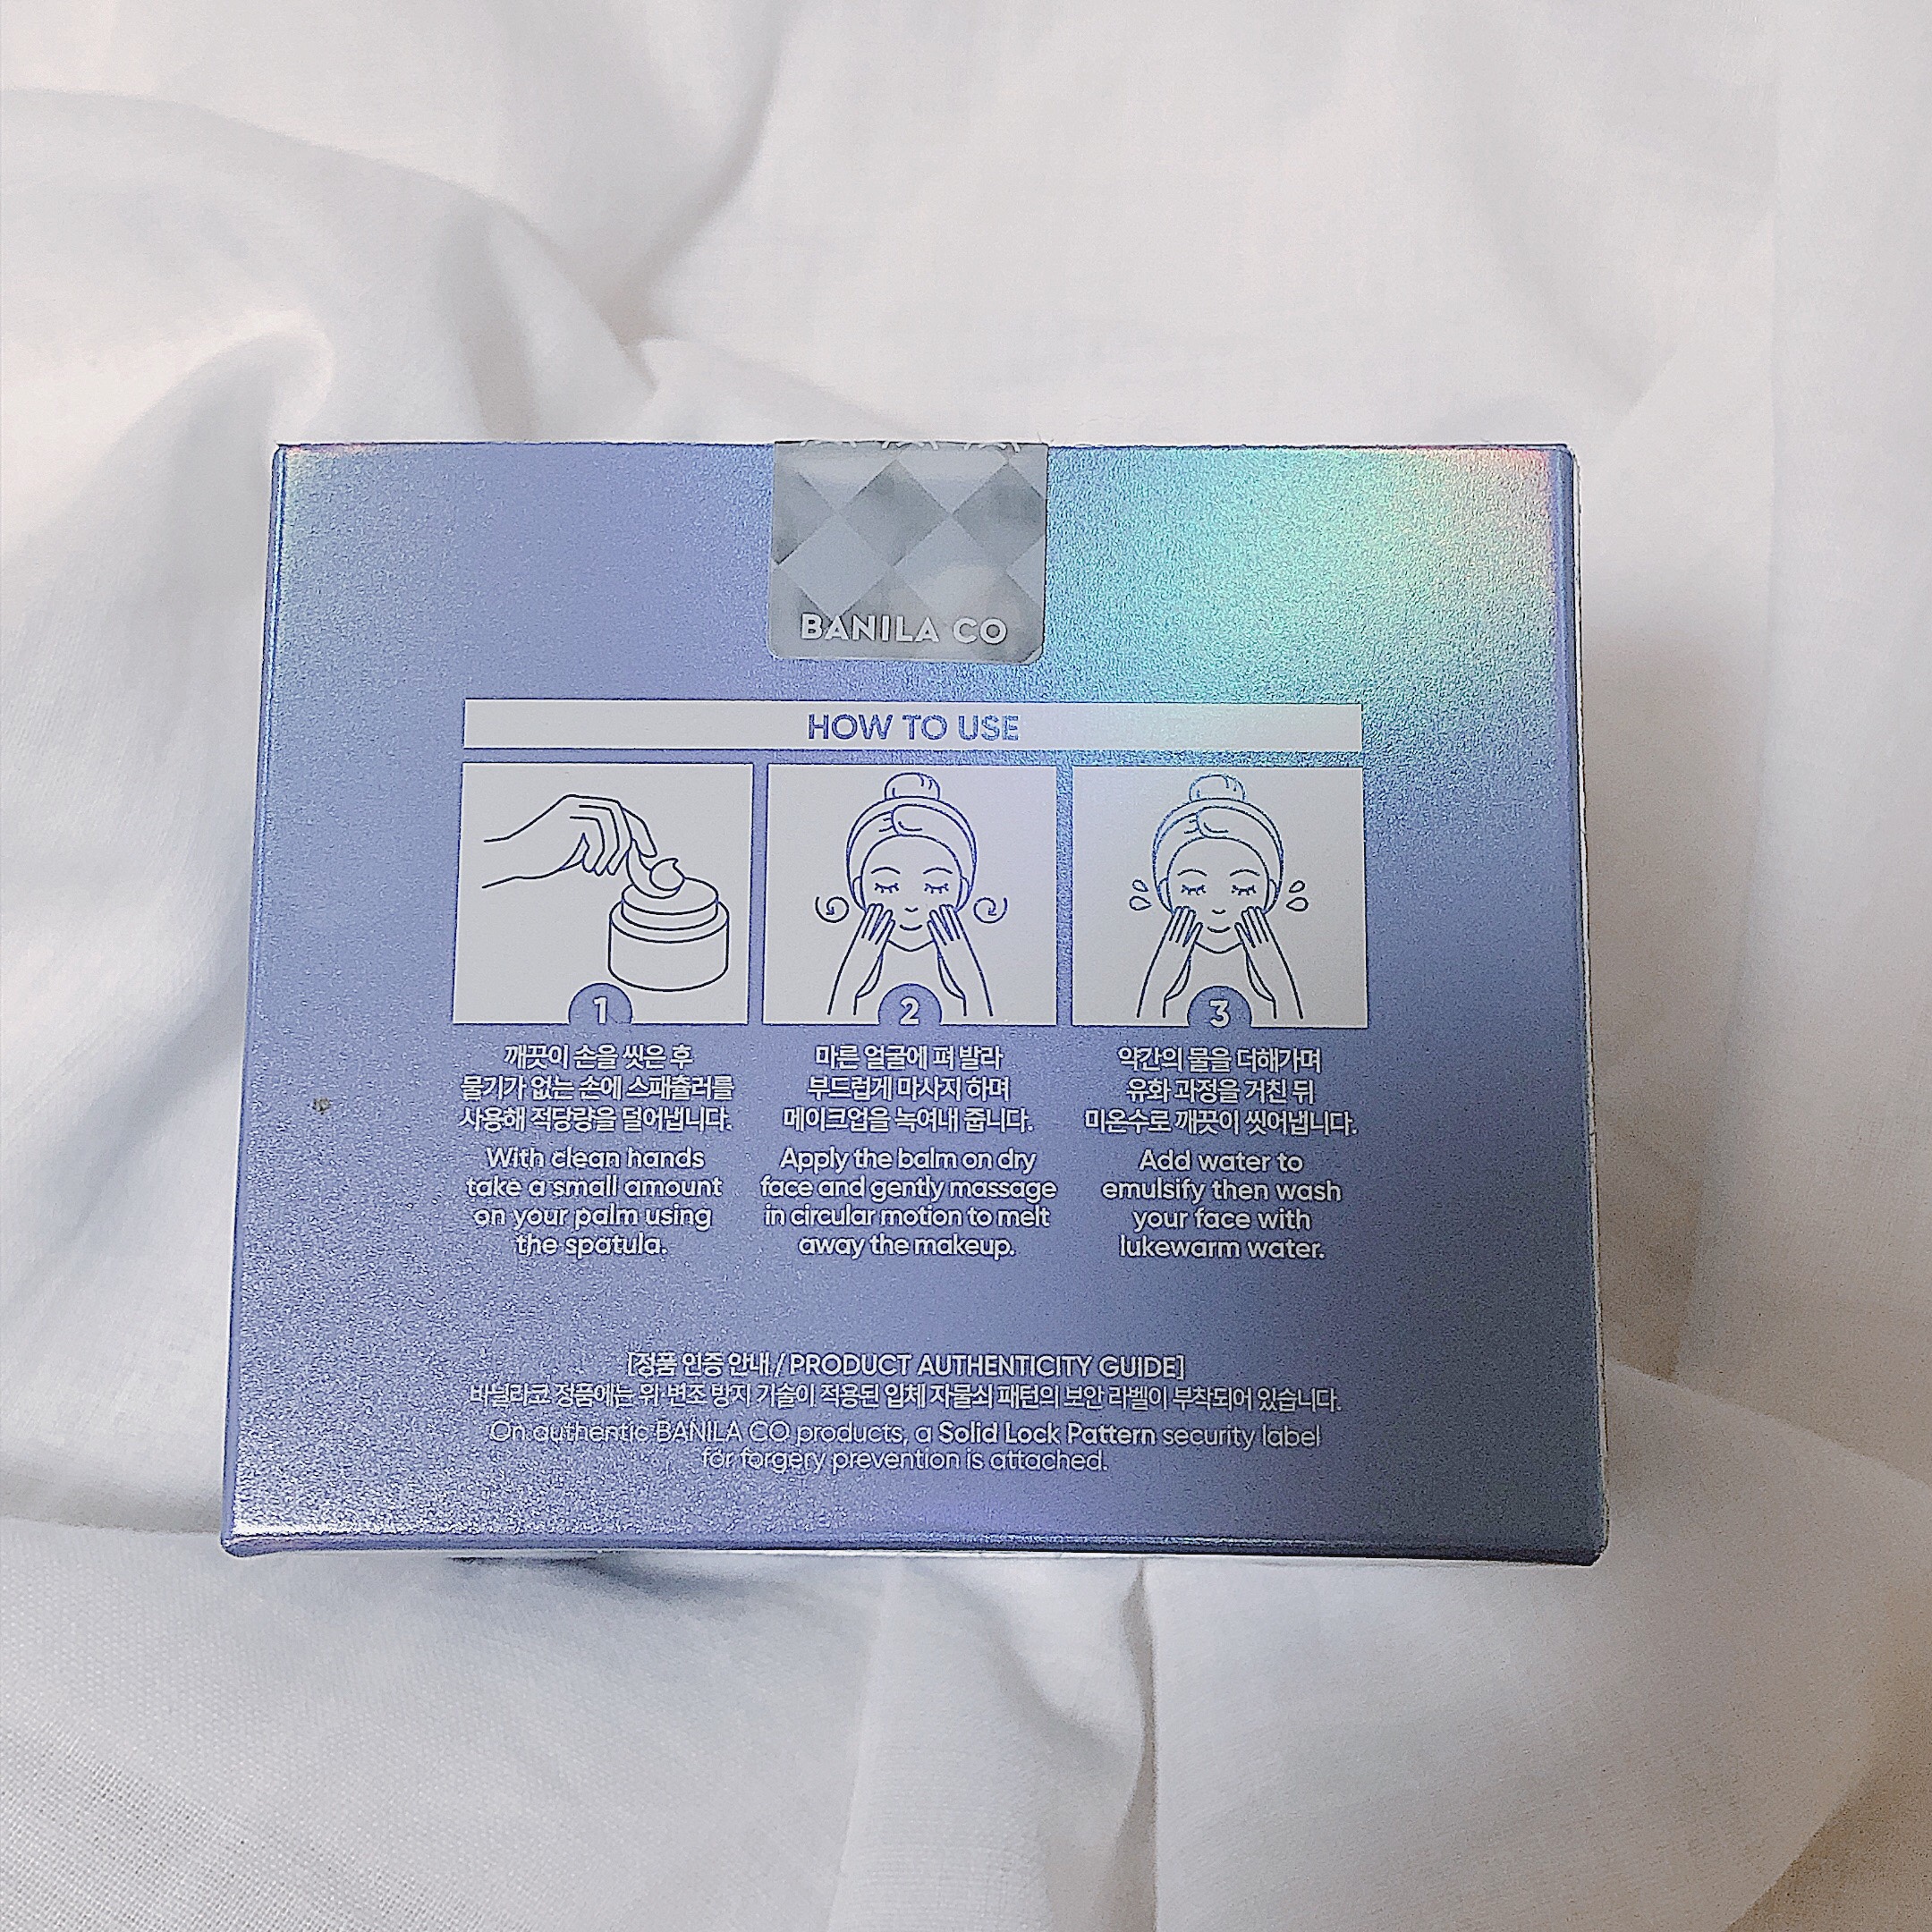 BANILA CO
HOW TO USE
1
깨끗이 손을 씻은 후
물기가 없는 손에 스패츌러를
사용해 적당량을 덜어냅니다.
With clean hands
take a small amount
on your palm using
the spatula.
2
마른 얼굴에 펴 발라
부드럽게 마사지 하며
메이크업을 녹여내 줍니다.
Apply the balm on dry
face and gently massage
in circular motion to melt
away the makeup.
3
약간의 물을 더해가며
유화 과정을 거친 뒤
미온수로 깨끗이 씻어냅니다.
Add water to
emulsify then wash
your face with
lukewarm water.
[정품 인증 안내 / PRODUCT AUTHENTICITY GUIDE]
바닐라코 정품에는 위·변조 방지 기술이 적용된 입체 자물쇠 패턴의 보안 라벨이 부착되어 있습니다.
On authentic BANILA CO products, a Solid Lock Pattern security label
for forgery prevention is attached.